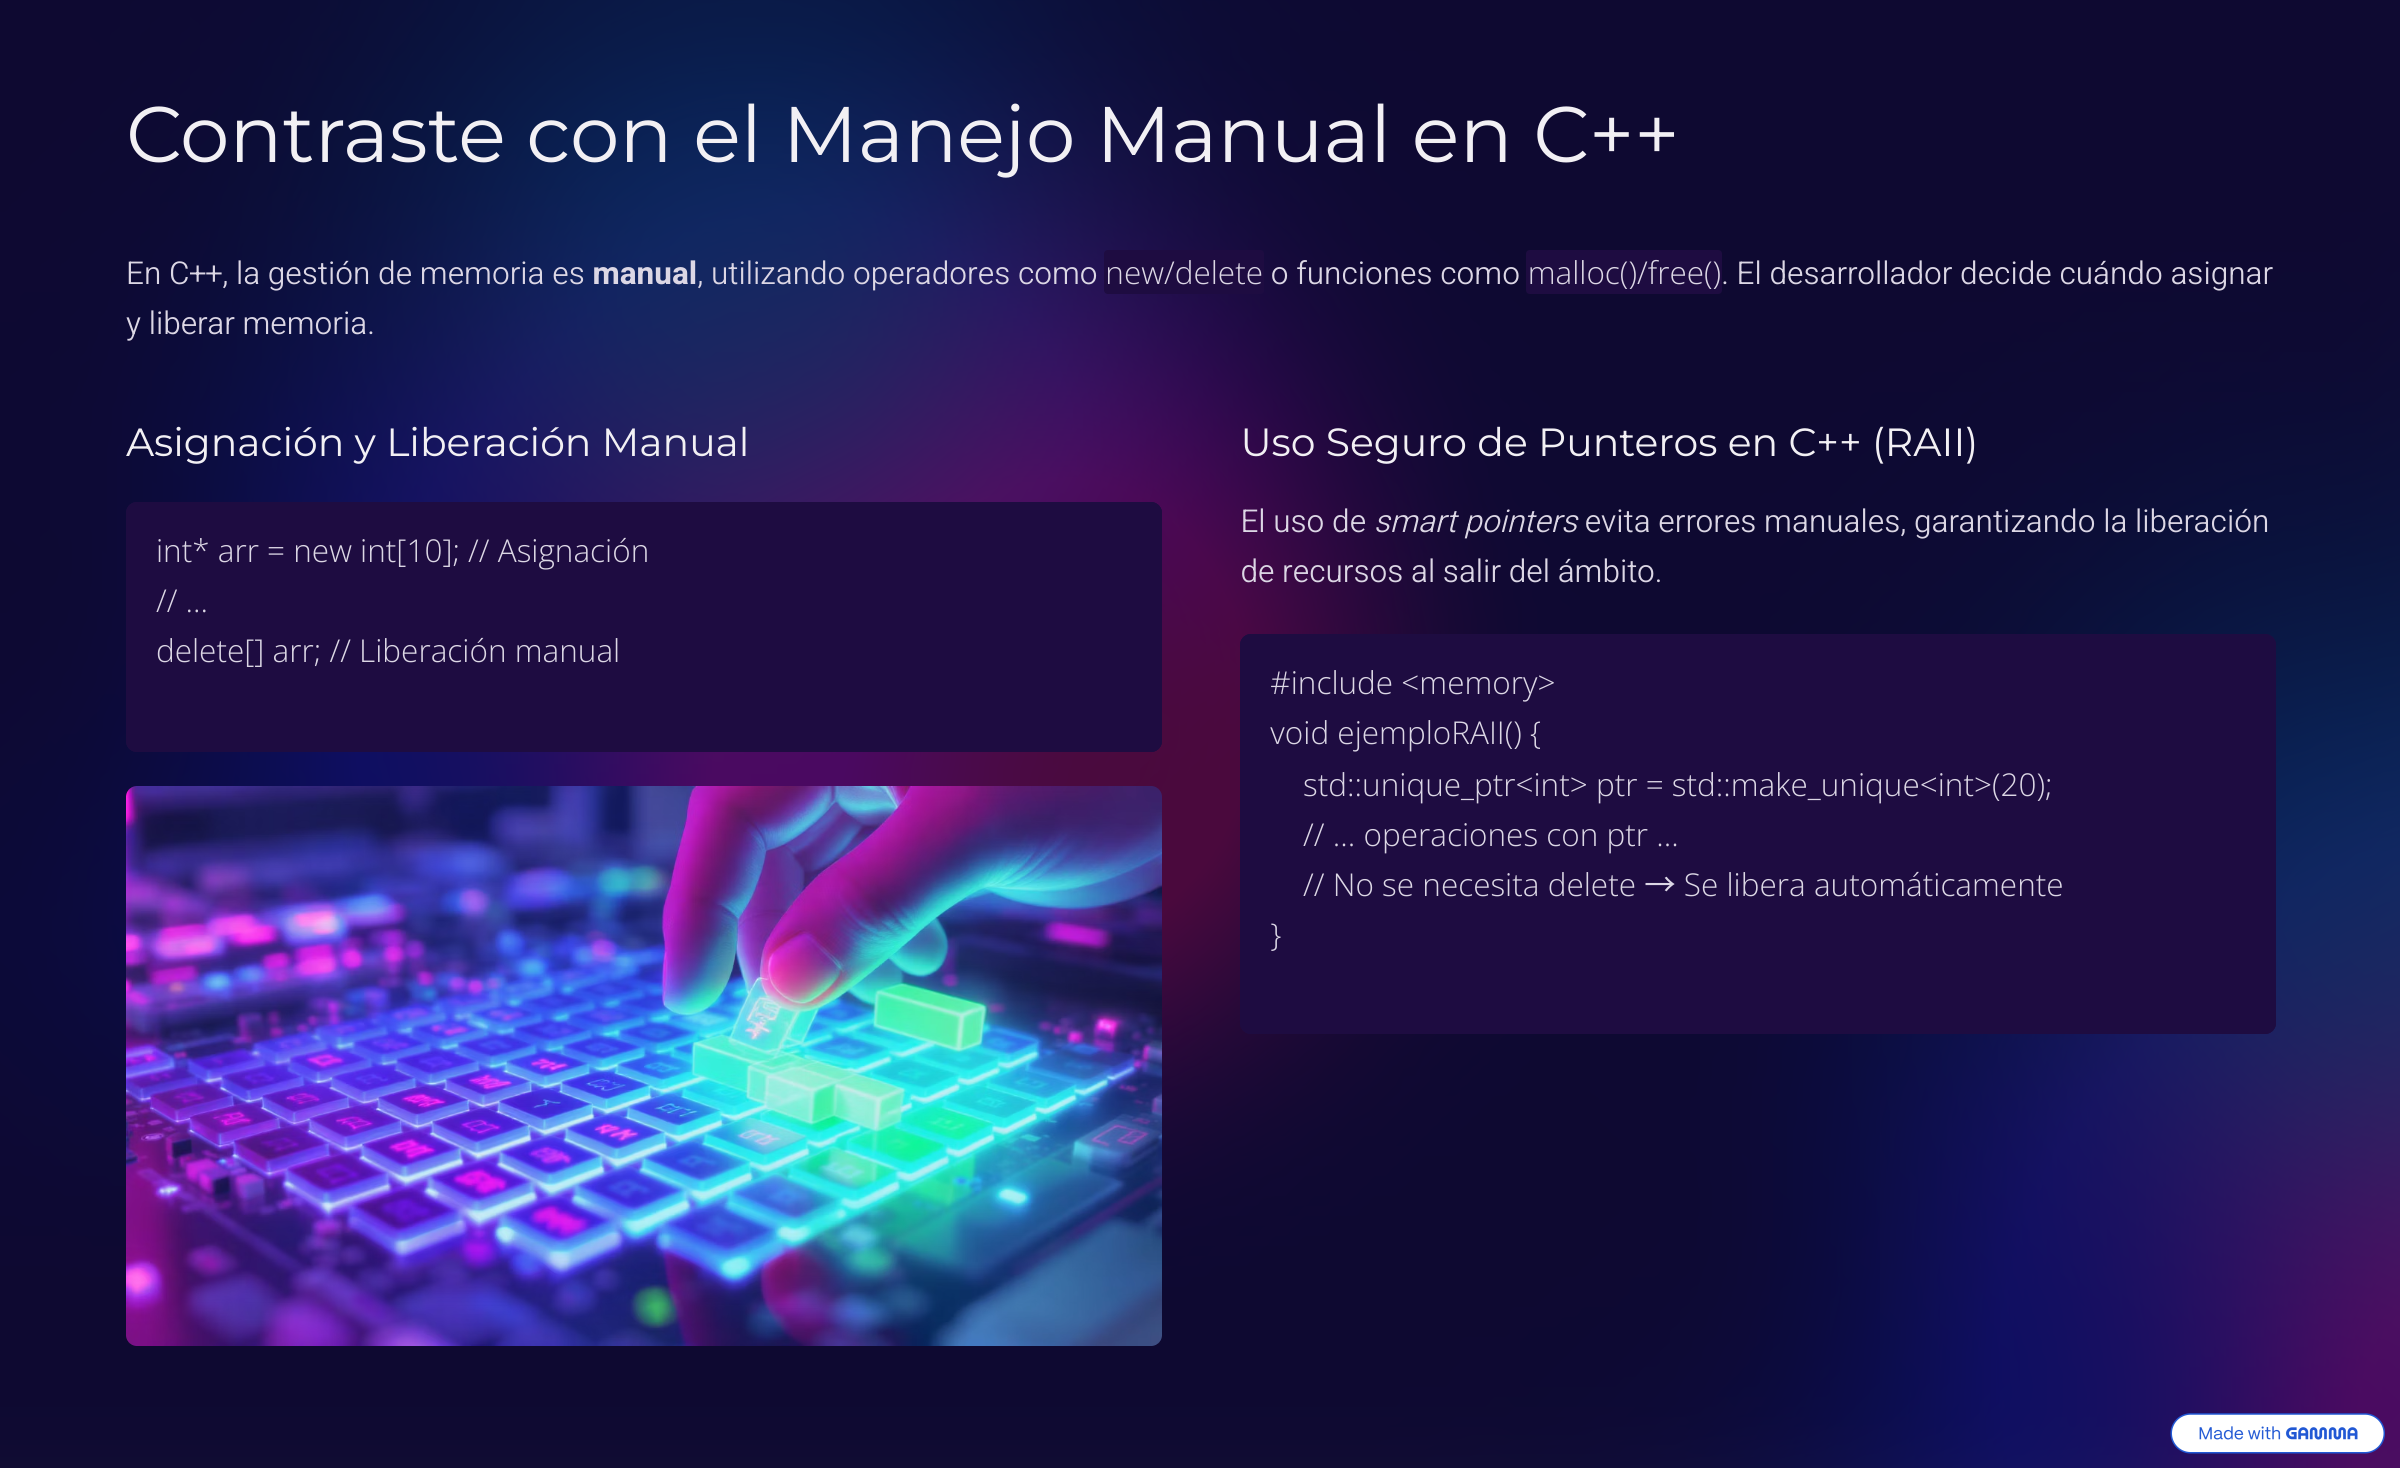 Contraste con el Manejo Manual en C++
En C++, la gestión de memoria es manual, utilizando operadores como new/delete o funciones como malloc()/free(). El desarrollador decide cuándo asignar
y liberar memoria.
Asignación y Liberación Manual
int* arr = new int[10]; // Asignación
// ...
delete[] arr; // Liberación manual
Uso Seguro de Punteros en C++ (RAII)
El uso de smart pointers evita errores manuales, garantizando la liberación
de recursos al salir del ámbito.
#include <memory>
void ejemploRAII() {
    std::unique_ptr<int> ptr = std::make_unique<int>(20);
    // ... operaciones con ptr ...
    // No se necesita delete → Se libera automáticamente
}
Made with GAMMA